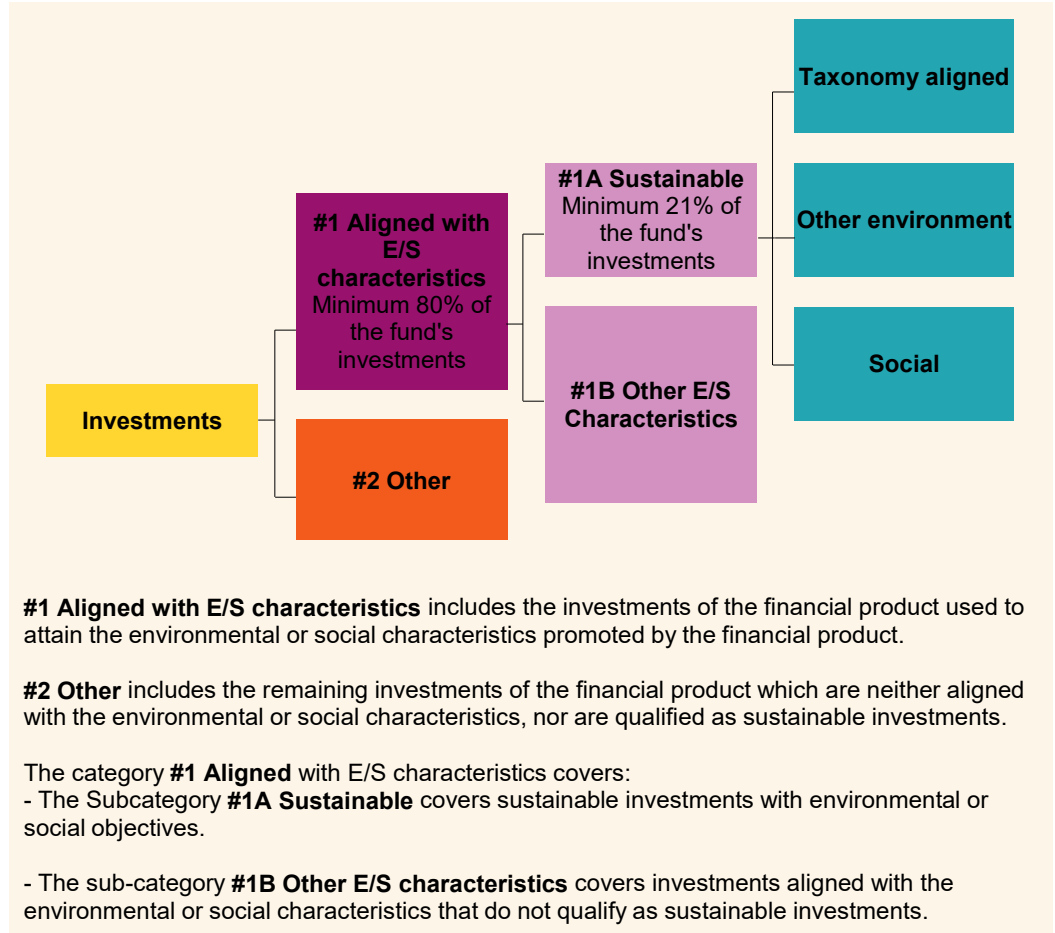 Taxonomy aligned
#1A Sustainable
Minimum 21% of
the fund's
investments
Other environment
#1 Aligned with
E/S
characteristics
Minimum 80% of
the fund's
investments
Social
#1B Other E/S
Characteristics
Investments
#2 Other
#1 Aligned with E/S characteristics includes the investments of the financial product used to
attain the environmental or social characteristics promoted by the financial product.
#2 Other includes the remaining investments of the financial product which are neither aligned
with the environmental or social characteristics, nor are qualified as sustainable investments.
The category #1 Aligned with E/S characteristics covers:
- The Subcategory #1A Sustainable covers sustainable investments with environmental or
social objectives.
- The sub-category #1B Other E/S characteristics covers investments aligned with the
environmental or social characteristics that do not qualify as sustainable investments.